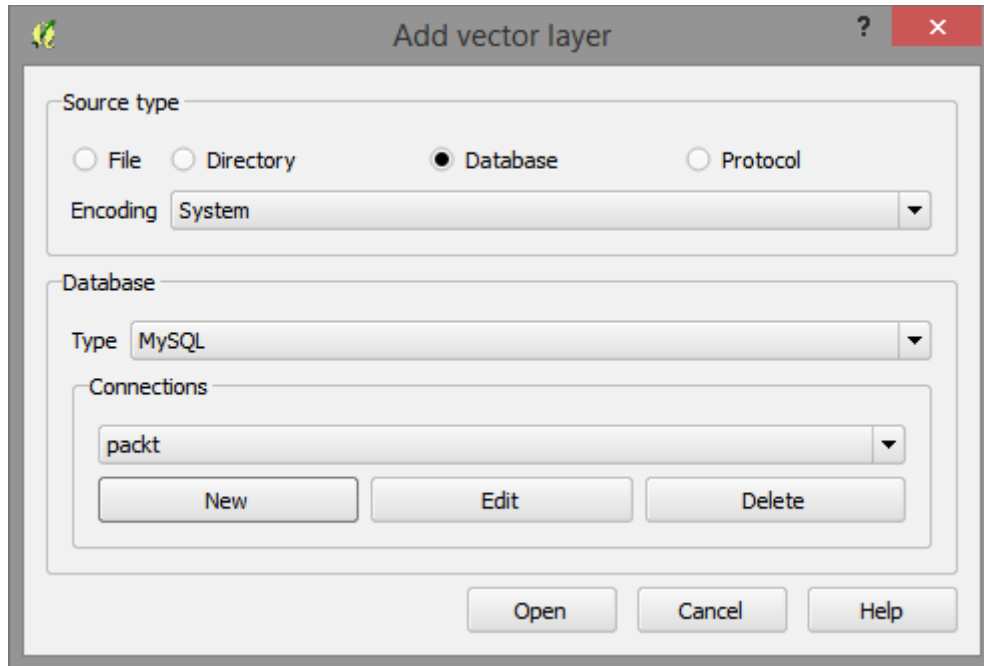 Add vector layer ?
Source type
File Directory Database Protocol
Encoding System
Database
Type MySQL
Connections
packt
New Edit Delete
Open Cancel Help